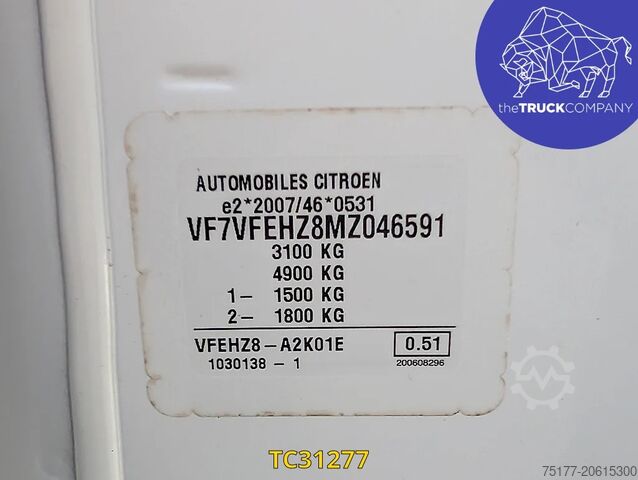 theTRUCKCOMPANY
AUTOMOBILES CITROEN
e2*2007/46*0531
VF7VFEHZ8MZ046591
3100 KG
4900 KG
1- 1500 KG
2- 1800 KG
VFEHZ8-A2K01E 0.51
1030138 - 1 200608296
TC31277
75177-20615300